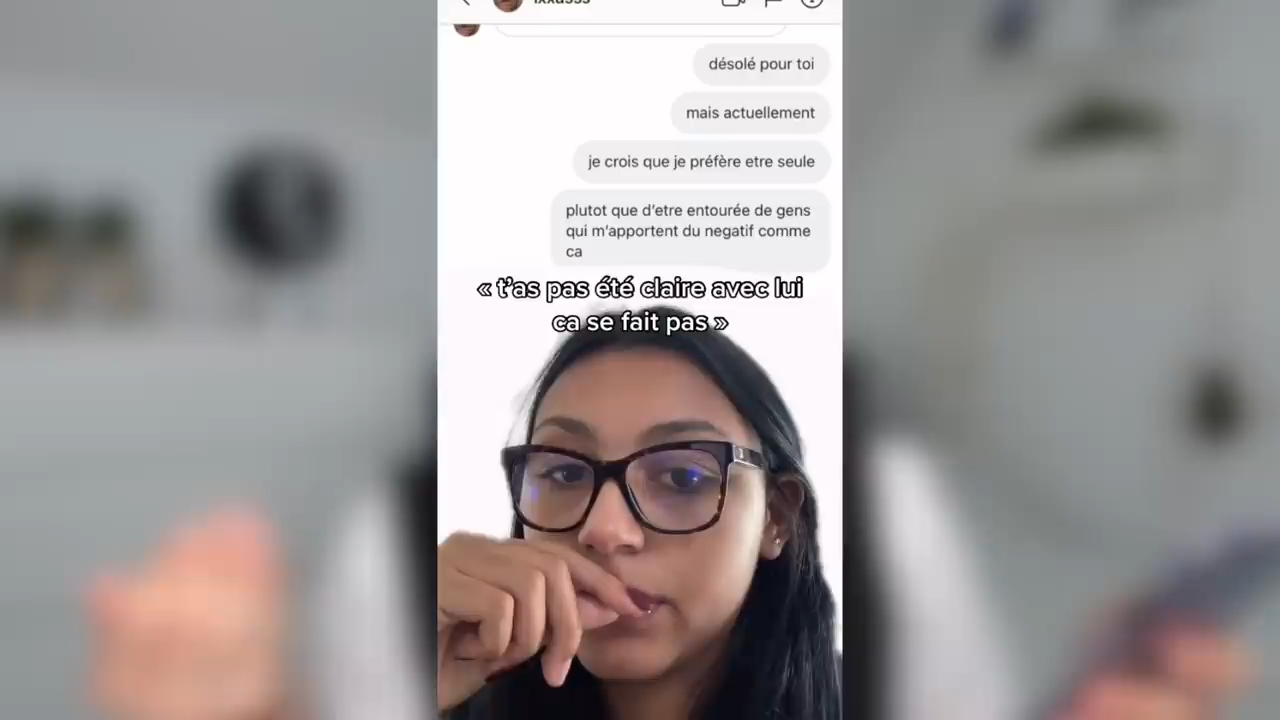 désolé pour toi
mais actuellement
je crois que je préfère etre seule
plutot que d'etre entourée de gens
qui m'apportent du negatif comme
ca
« t'as pas été claire avec lui
ca se fait pas »